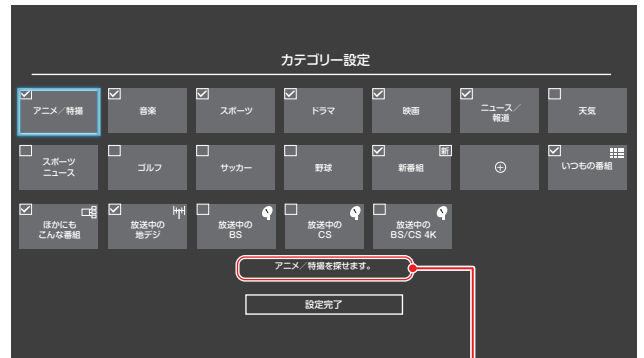 カテゴリー設定
アニメ／特撮
音楽
スポーツ
ドラマ
映画
ニュース／
報道
天気
スポーツ
ニュース
ゴルフ
サッカー
野球
新
新番組
いつもの番組
ほかにも
こんな番組
放送中の
地デジ
放送中の
BS
放送中の
CS
放送中の
BS/CS 4K
アニメ／特撮を探せます。
設定完了